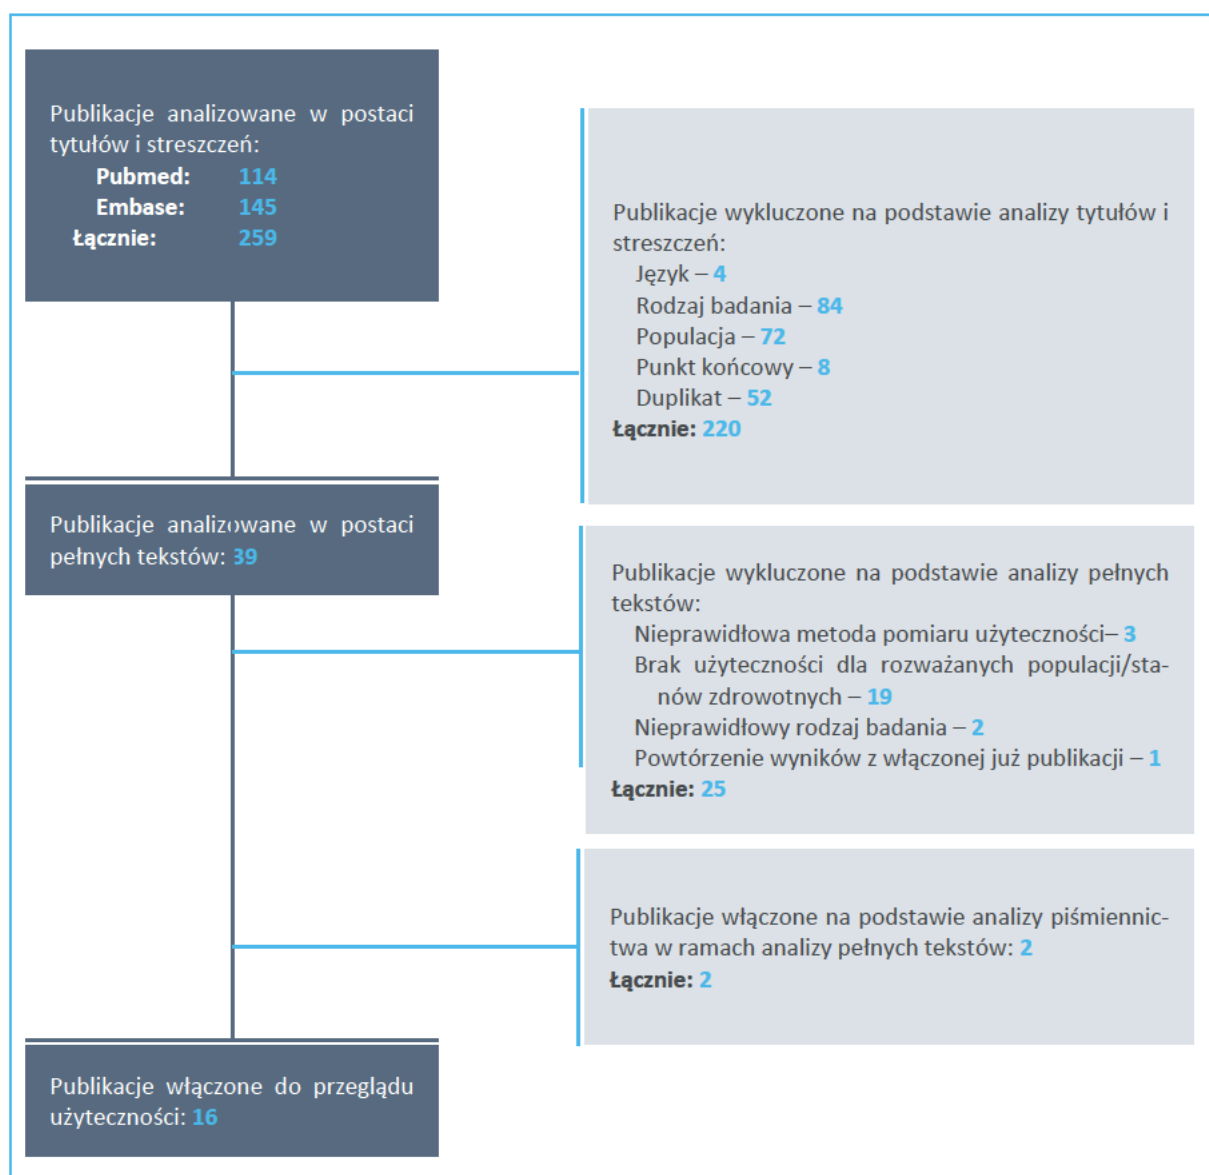 Publikacje analizowane w postaci
tytułów i streszczeń:
Pubmed: 114
Embase: 145
Łącznie: 259
Publikacje wykluczone na podstawie analizy tytułów i
streszczeń:
Język – 4
Rodzaj badania – 84
Populacja – 72
Punkt końcowy – 8
Duplikat – 52
Łącznie: 220
Publikacje analizowane w postaci
pełnych tekstów: 39
Publikacje wykluczone na podstawie analizy pełnych
tekstów:
Nieprawidłowa metoda pomiaru użyteczności– 3
Brak użyteczności dla rozważanych populacji/sta-
nów zdrowotnych – 19
Nieprawidłowy rodzaj badania – 2
Powtórzenie wyników z włączonej już publikacji – 1
Łącznie: 25
Publikacje włączone na podstawie analizy piśmiennic-
twa w ramach analizy pełnych tekstów: 2
Łącznie: 2
Publikacje włączone do przeglądu
użyteczności: 16